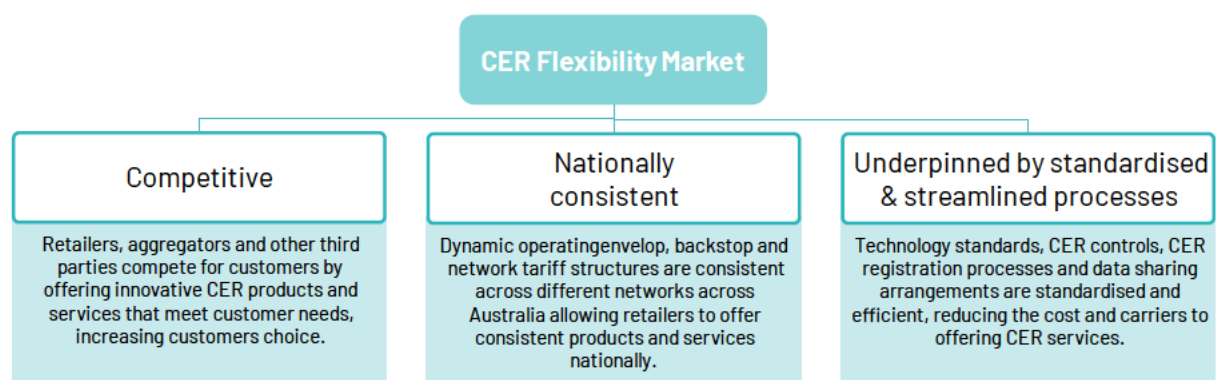 CER Flexibility Market
Competitive
Retailers, aggregators and other third
parties compete for customers by
offering innovative CER products and
services that meet customer needs,
increasing customers choice.
Nationally
consistent
Dynamic operatingenvelop, backstop and
network tariff structures are consistent
across different networks across
Australia allowing retailers to offer
consistent products and services
nationally.
Underpinned by standardised
& streamlined processes
Technology standards, CER controls, CER
registration processes and data sharing
arrangements are standardised and
efficient, reducing the cost and carriers to
offering CER services.